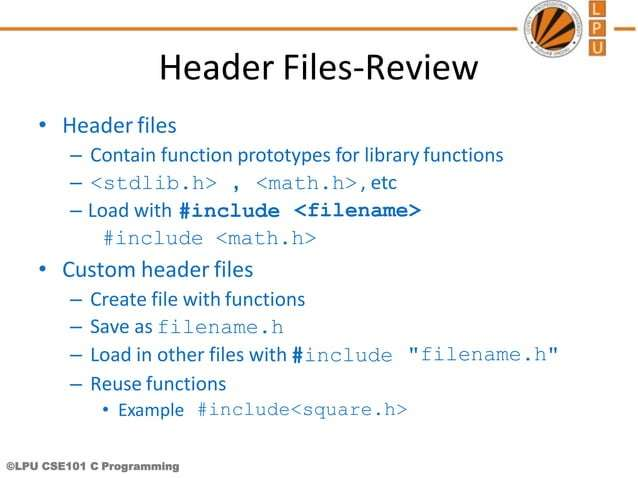 L
P
U
Header Files-Review
• Header files
– Contain function prototypes for library functions
– <stdlib.h> , <math.h>, etc
– Load with #include <filename>
#include <math.h>
• Custom header files
– Create file with functions
– Save as filename.h
– Load in other files with #include "filename.h"
– Reuse functions
• Example #include<square.h>
©LPU CSE101 C Programming